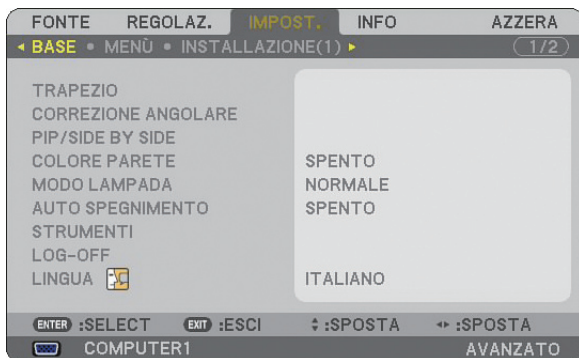 FONTE REGOLAZ. IMPOST. INFO AZZERA
BASE MENÙ INSTALLAZIONE(1) 1/2
TRAPEZIO
CORREZIONE ANGOLARE
PIP/SIDE BY SIDE
COLORE PARETE SPENTO
MODO LAMPADA NORMALE
AUTO SPEGNIMENTO SPENTO
STRUMENTI
LOG-OFF
LINGUA ITALIANO
ENTER :SELECT EXIT :ESCI :SPOSTA :SPOSTA
COMPUTER1 AVANZATO